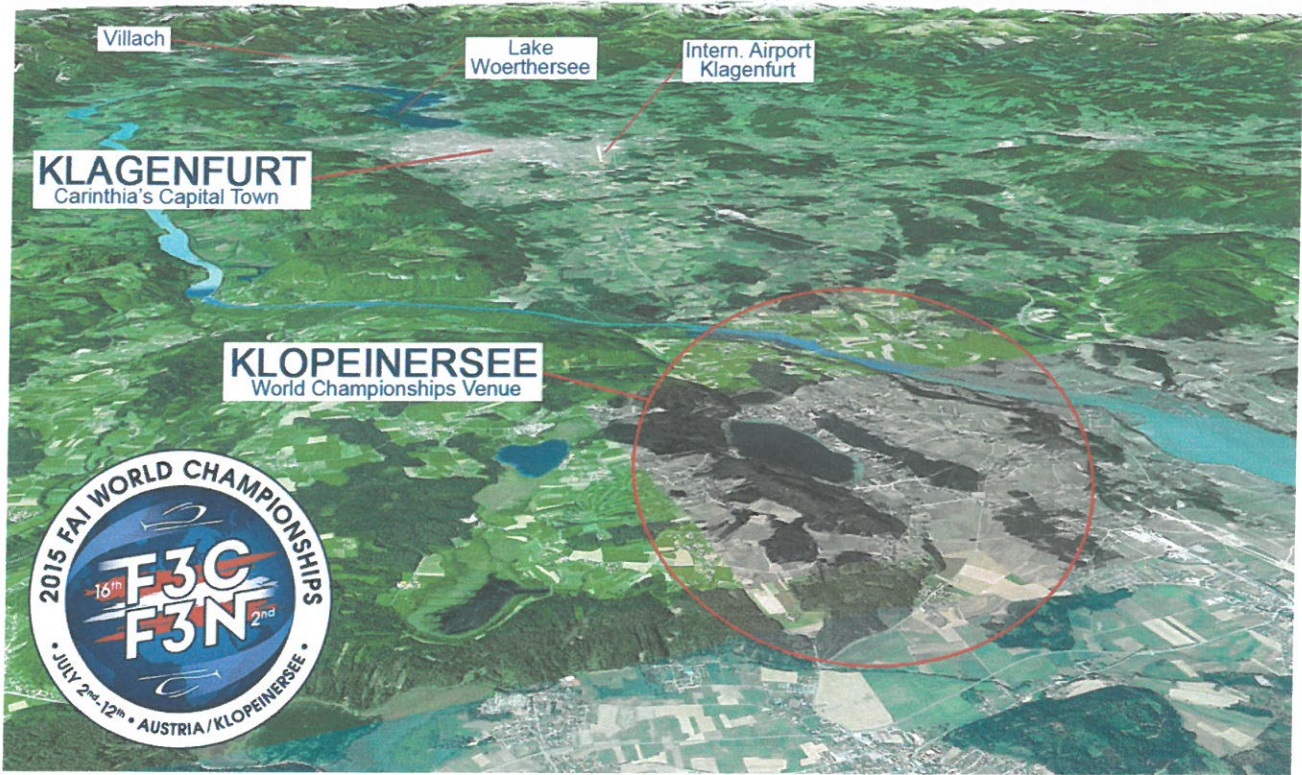 Villach
Lake
Woerthersee
Intern. Airport
Klagenfurt
KLAGENFURT
Carinthia's Capital Town
KLOPEINERSEE
World Championships Venue
2015 FAI WORLD CHAMPIONSHIPS
16th F3C
F3N 2nd
• JULY 2nd-12th • AUSTRIA/KLOPEINERSEE •